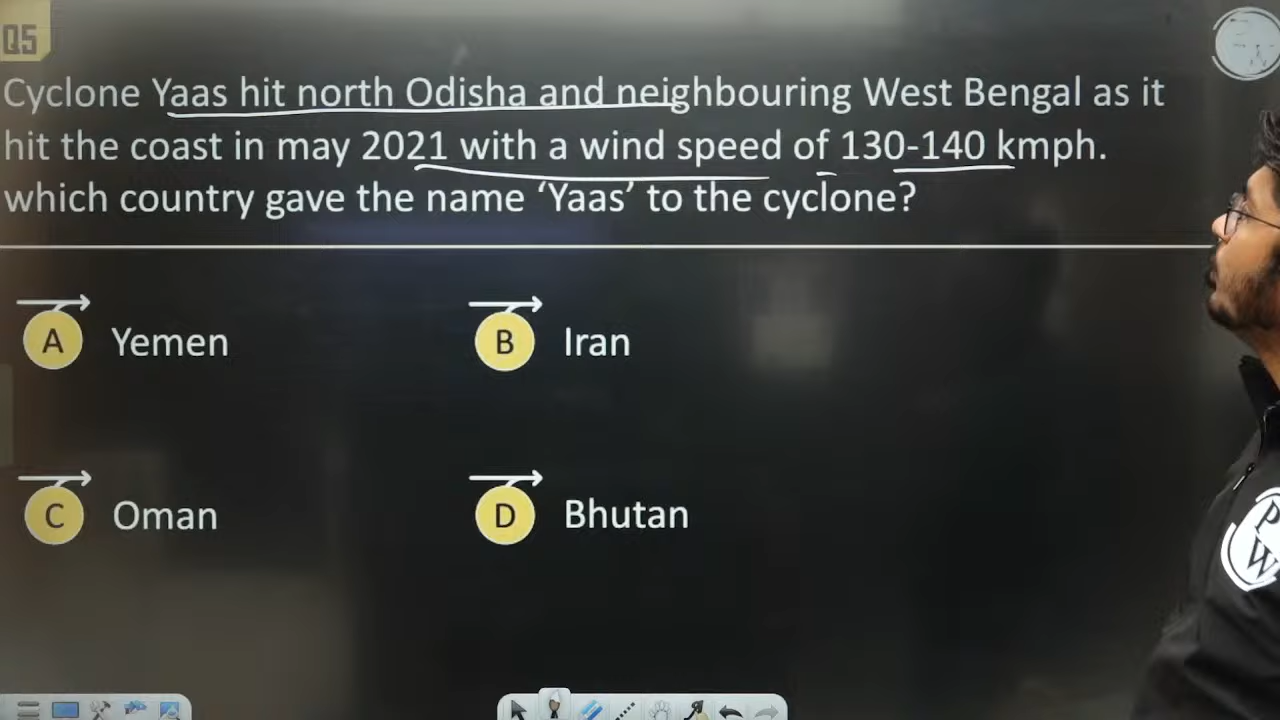 Q5
Cyclone Yaas hit north Odisha and neighbouring West Bengal as it
hit the coast in may 2021 with a wind speed of 130-140 kmph.
which country gave the name ‘Yaas’ to the cyclone?
A Yemen
B Iran
C Oman
D Bhutan
PW